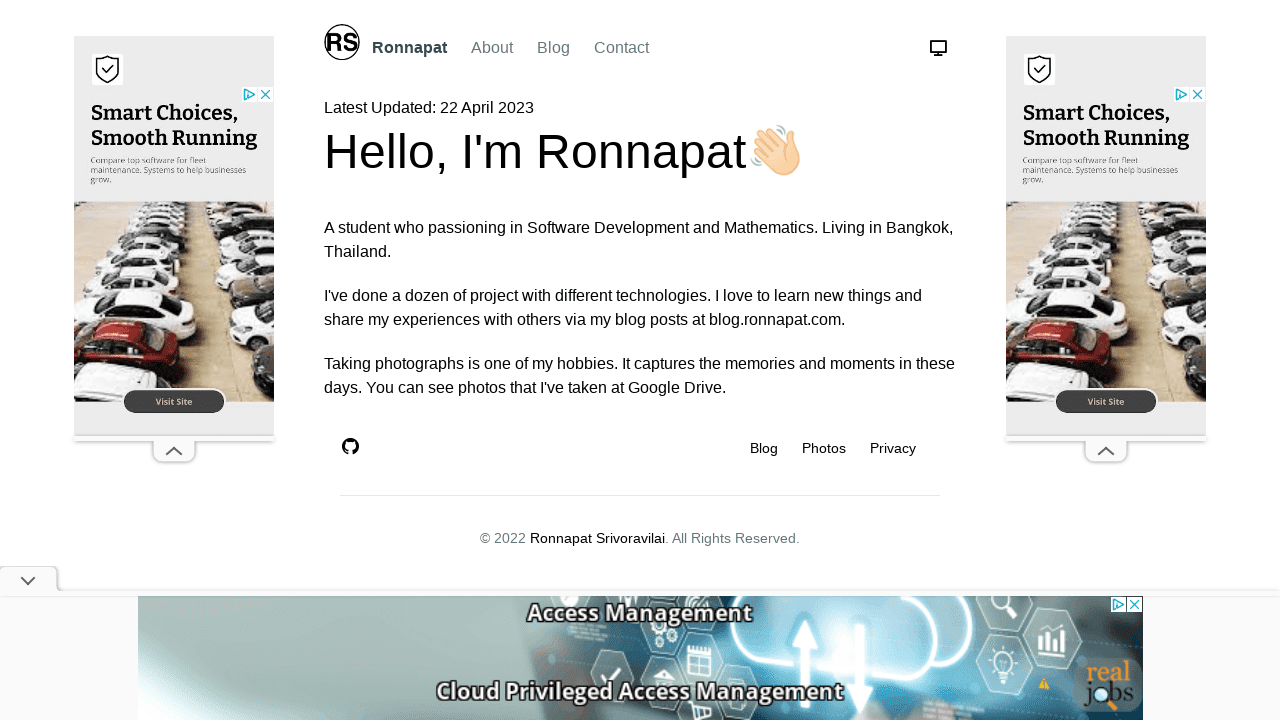 RS
Ronnapat
About
Blog
Contact
Latest Updated: 22 April 2023
Hello, I'm Ronnapat
A student who passioning in Software Development and Mathematics. Living in Bangkok,
Thailand.
I've done a dozen of project with different technologies. I love to learn new things and
share my experiences with others via my blog posts at blog.ronnapat.com.
Taking photographs is one of my hobbies. It captures the memories and moments in these
days. You can see photos that I've taken at Google Drive.
Blog
Photos
Privacy
© 2022 Ronnapat Srivoravilai. All Rights Reserved.
Smart Choices,
Smooth Running
Compare top software for fleet
maintenance. Systems to help businesses
grow.
Visit Site
Smart Choices,
Smooth Running
Compare top software for fleet
maintenance. Systems to help businesses
grow.
Visit Site
Access Management
Cloud Privileged Access Management
real
jobs